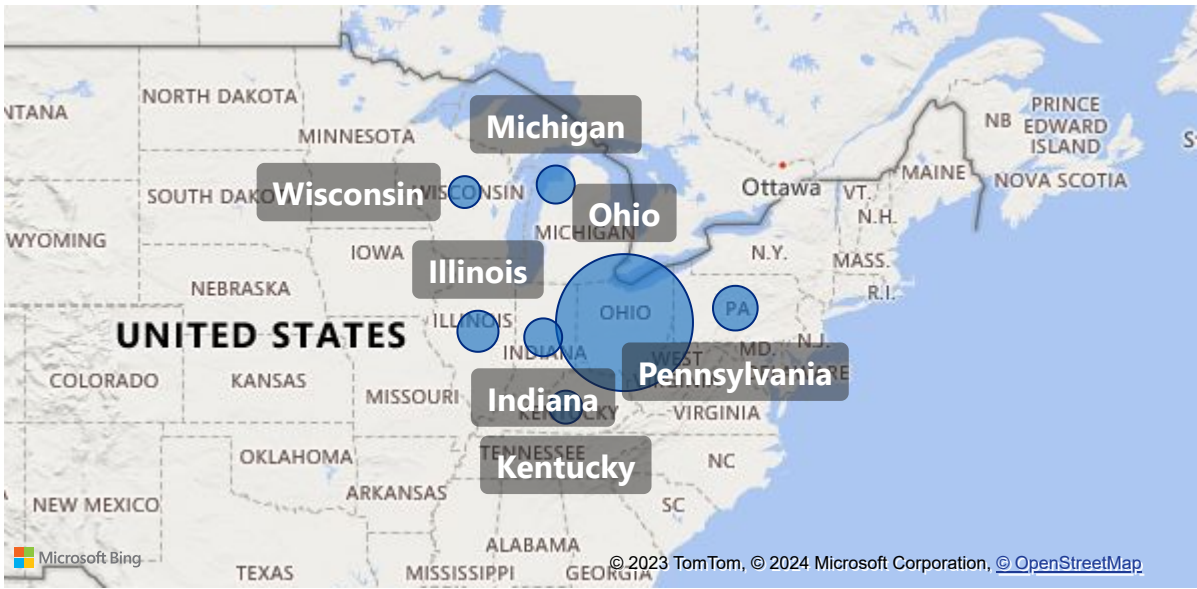 PRINCE
EDWARD
ISLAND
NB
NORTH DAKOTA
NTANA
MINNESOTA
Michigan
MAINE
NOVA SCOTIA
Ottawa
VT.
SOUTH DAKO
Wisconsin
WISCONSIN
N.H.
Ohio
MICHIGAN
WYOMING
IOWA
N.Y.
MASS.
Illinois
NEBRASKA
R.I.
OHIO
PA
ILLINOIS
UNITED STATES
N.J.
MD.
INDIANA
WEST
Pennsylvania
COLORADO
KANSAS
MISSOURI
Indiana
KENTUCKY
VIRGINIA
TENNESSEE
OKLAHOMA
Kentucky
NC
ARKANSAS
NEW MEXICO
SC
ALABAMA
Microsoft Bing
© 2023 TomTom, © 2024 Microsoft Corporation, © OpenStreetMap
TEXAS
MISSISSIPPI
GEORGIA